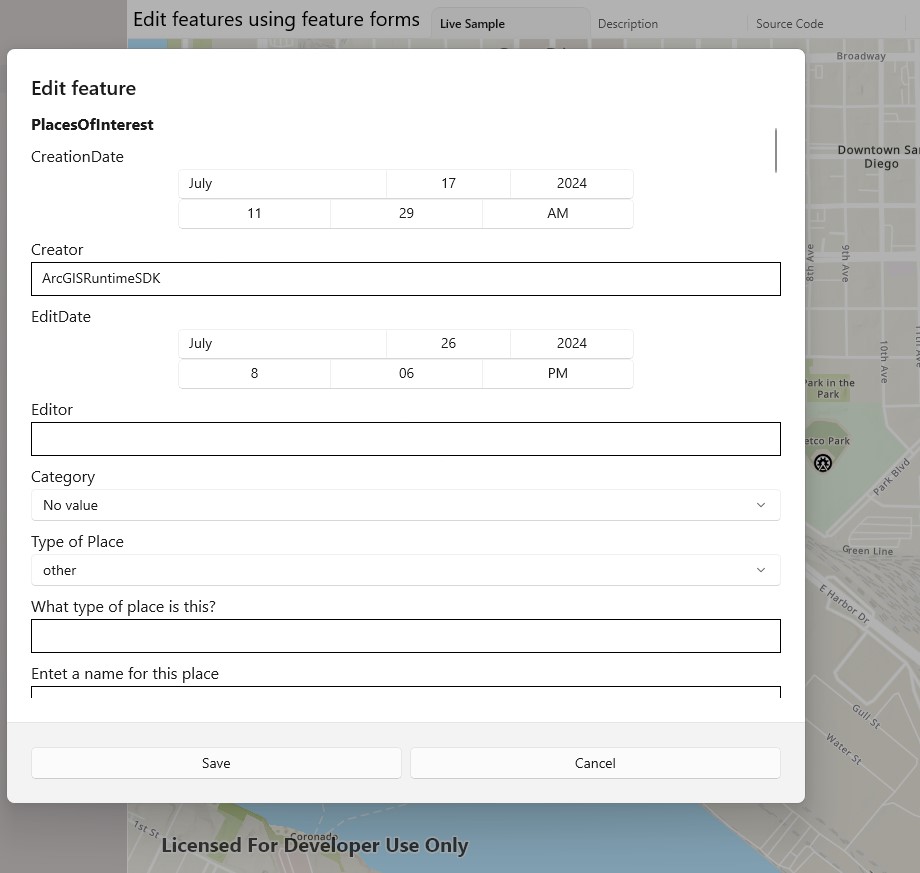 Edit features using feature forms
Live Sample
Description
Source Code
Edit feature
PlacesOfInterest
CreationDate
July 17 2024
11 29 AM
Creator
ArcGISRuntimeSDK
EditDate
July 26 2024
8 06 PM
Editor
Category
No value
Type of Place
other
What type of place is this?
Entet a name for this place
Save
Cancel
Broadway
Downtown San
Diego
8th Ave
9th Ave
10th Ave
Park in the
Park
etco Park
Park Blvd
Green Line
E Harbor Dr
Gull St
Water St
1st St
Coronado
Licensed For Developer Use Only